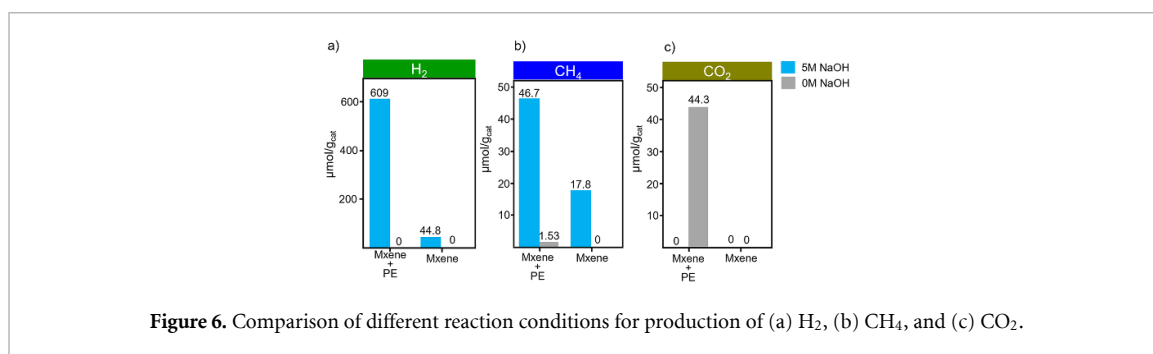 a)
H₂
μmol/g_cat
600
400
200
609
0
44.8
0
Mxene
+
PE
Mxene
b)
CH₄
μmol/g_cat
50
40
30
20
10
46.7
1.53
17.8
0
Mxene
+
PE
Mxene
c)
CO₂
μmol/g_cat
50
40
30
20
10
0
44.3
0 0
Mxene
+
PE
Mxene
5M NaOH
0M NaOH
Figure 6. Comparison of different reaction conditions for production of (a) H₂, (b) CH₄, and (c) CO₂.